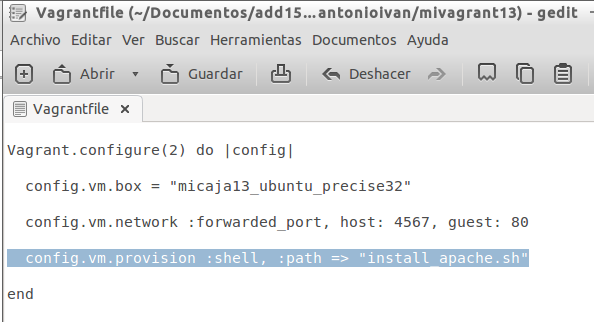 Vagrantfile (~/Documentos/add15...antonioivan/mivagrant13) - gedit
Archivo Editar Ver Buscar Herramientas Documentos Ayuda
Abrir Guardar Deshacer
Vagrantfile
Vagrant.configure(2) do |config|
config.vm.box = "micaja13_ubuntu_precise32"
config.vm.network :forwarded_port, host: 4567, guest: 80
config.vm.provision :shell, :path => "install_apache.sh"
end